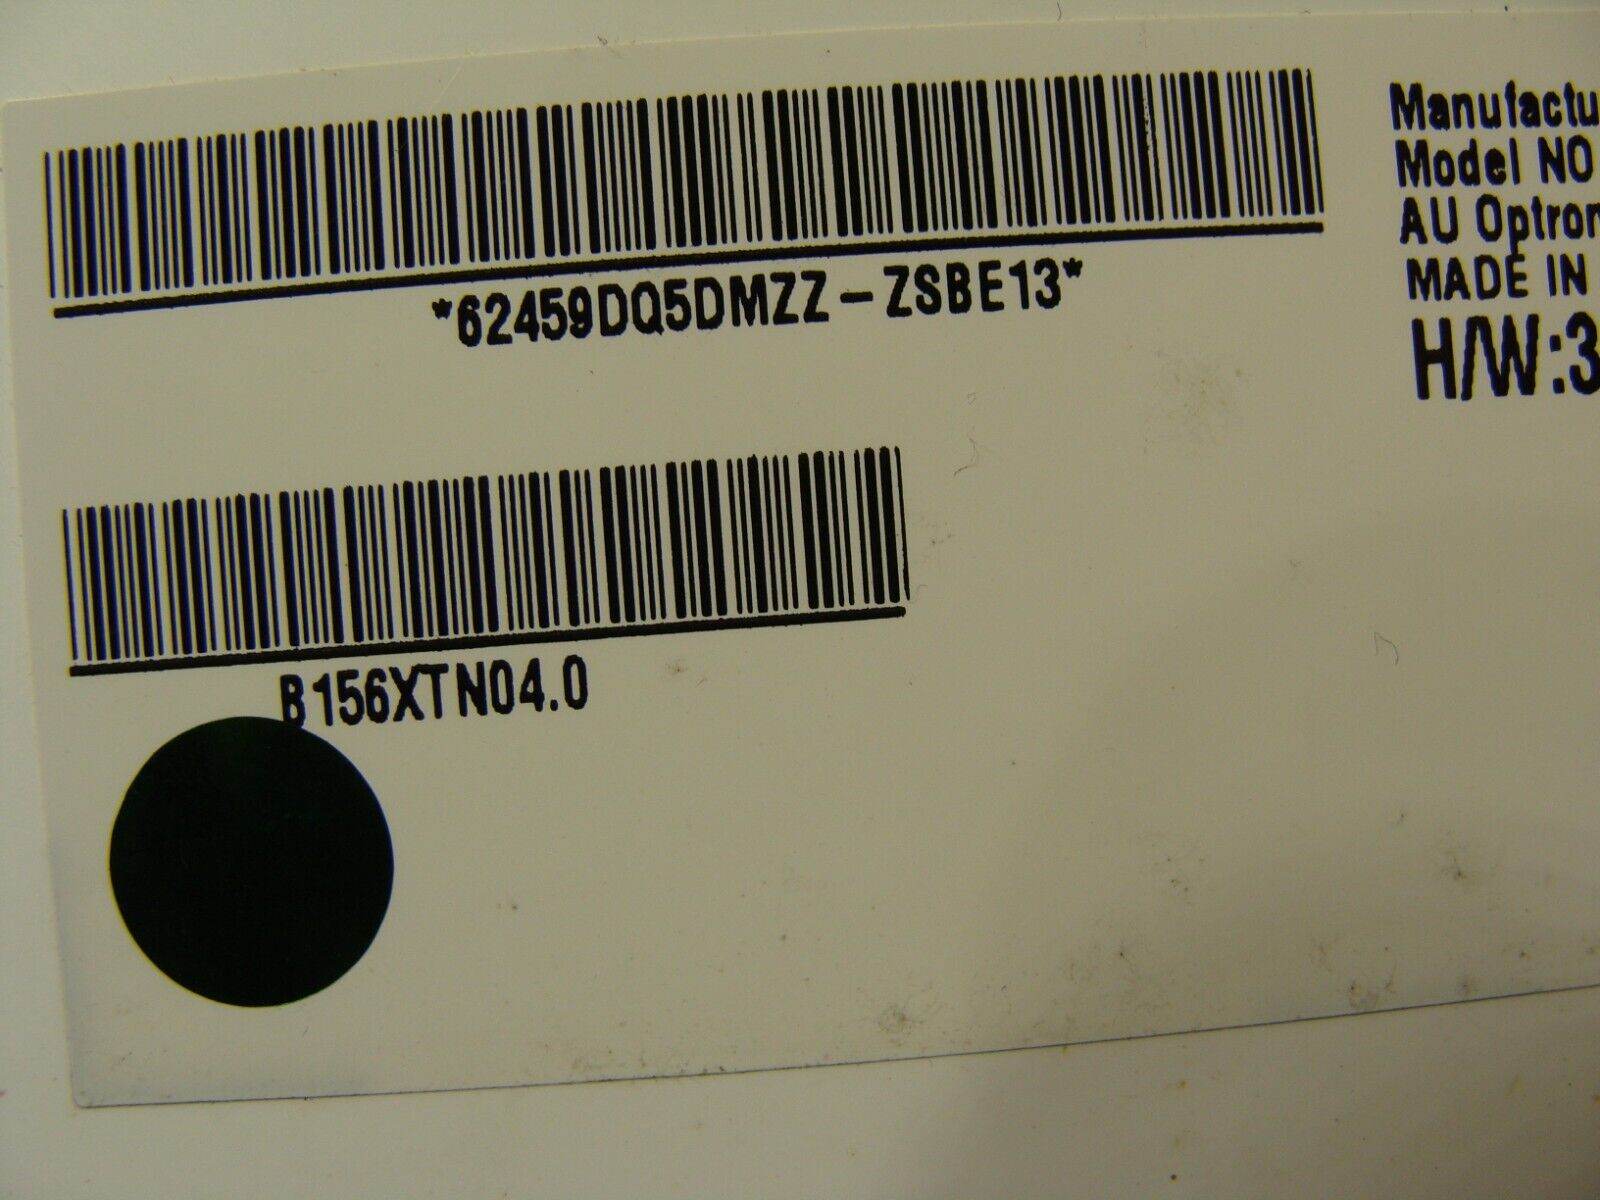 *62459DQ5DMZZ-ZSBE13*
Manufactu
Model NO
AU Optron
MADE IN
H/W:3
B156XTN04.0